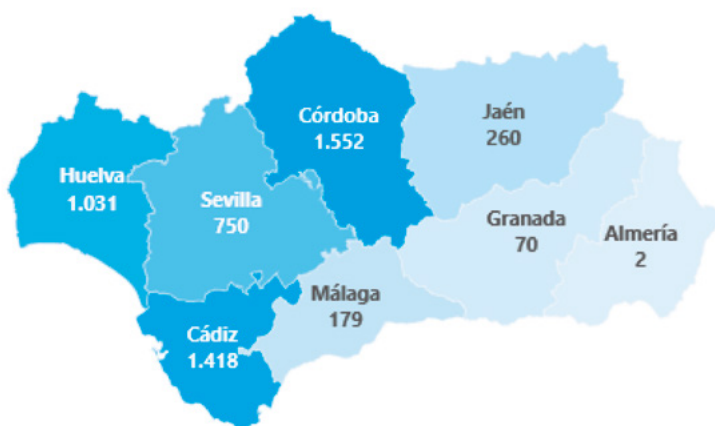 Córdoba
1.552
Jaén
260
Huelva
1.031
Sevilla
750
Granada
70
Almería
2
Málaga
179
Cádiz
1.418